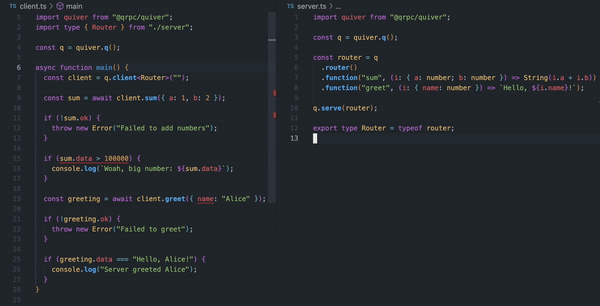 TS client.ts > main
1 import quiver from "@qrpc/quiver";
2 import type { Router } from "./server";
3
4 const q = quiver.q();
5
6 async function main() {
7 const client = q.client<Router>("");
8
9 const sum = await client.sum({ a: 1, b: 2 });
10
11 if (!sum.ok) {
12 throw new Error("Failed to add numbers");
13 }
14
15 if (sum.data > 100000) {
16 console.log(`Woah, big number: ${sum.data}`);
17 }
18
19 const greeting = await client.greet({ name: "Alice" });
20
21 if (!greeting.ok) {
22 throw new Error("Failed to greet");
23 }
24
25 if (greeting.data === "Hello, Alice!") {
26 console.log("Server greeted Alice");
27 }
28 }
29
TS server.ts > ...
1 import quiver from "@qrpc/quiver";
2
3 const q = quiver.q();
4
5 const router = q
6 .router()
7 .function("sum", (i: { a: number; b: number }) => String(i.a + i.b))
8 .function("greet", (i: { name: number }) => `Hello, ${i.name}!`);
9
10 q.serve(router);
11
12 export type Router = typeof router;
13